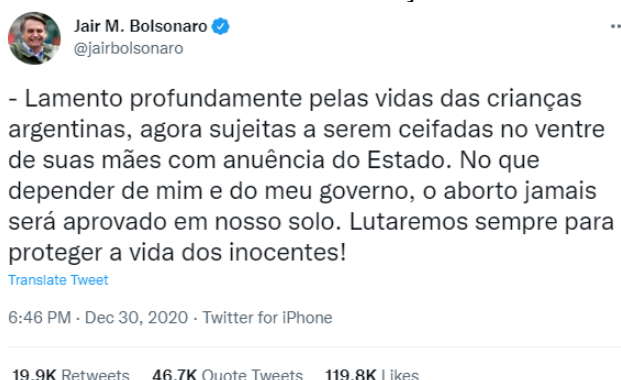 Jair M. Bolsonaro
@jairbolsonaro
- Lamento profundamente pelas vidas das crianças
argentinas, agora sujeitas a serem ceifadas no ventre
de suas mães com anuência do Estado. No que
depender de mim e do meu governo, o aborto jamais
será aprovado em nosso solo. Lutaremos sempre para
proteger a vida dos inocentes!
Translate Tweet
6:46 PM · Dec 30, 2020 · Twitter for iPhone
19.9K Retweets 46.7K Quote Tweets 119.8K Likes